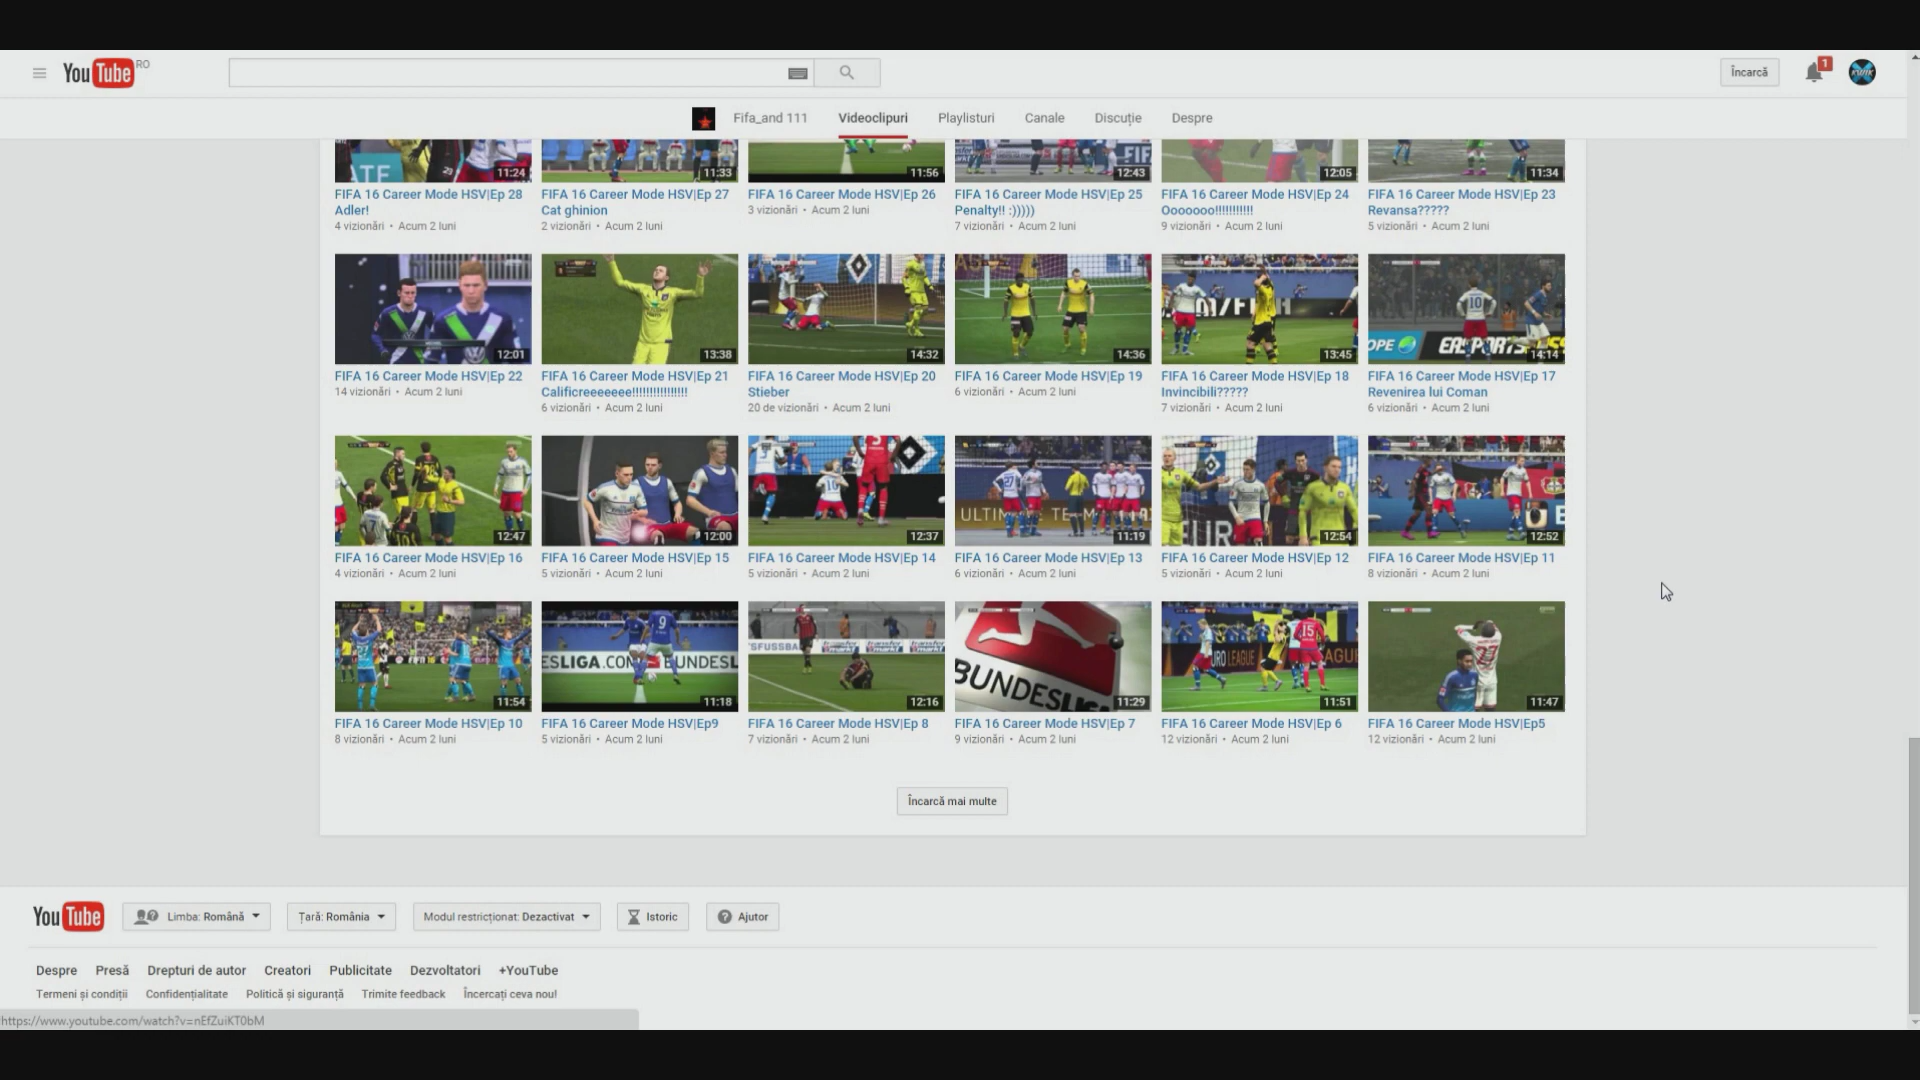 YouTube RO
Încarcă
1
Fifa_and 111 Videoclipuri Playlisturi Canale Discuție Despre
11:24 11:33 11:56 12:43 12:05 11:34
FIFA 16 Career Mode HSV|Ep 28 Adler!
4 vizionări • Acum 2 luni
FIFA 16 Career Mode HSV|Ep 27 Cat ghinion
2 vizionări • Acum 2 luni
FIFA 16 Career Mode HSV|Ep 26
3 vizionări • Acum 2 luni
FIFA 16 Career Mode HSV|Ep 25 Penalty!! :)))))
7 vizionări • Acum 2 luni
FIFA 16 Career Mode HSV|Ep 24 Ooooooo!!!!!!!!!!!
9 vizionări • Acum 2 luni
FIFA 16 Career Mode HSV|Ep 23 Revansa?????
5 vizionări • Acum 2 luni
12:01 13:38 14:32 14:36 13:45 14:14
FIFA 16 Career Mode HSV|Ep 22
14 vizionări • Acum 2 luni
FIFA 16 Career Mode HSV|Ep 21 Calificreeeeeee!!!!!!!!!!!!!!!!
6 vizionări • Acum 2 luni
FIFA 16 Career Mode HSV|Ep 20 Stieber
20 de vizionări • Acum 2 luni
FIFA 16 Career Mode HSV|Ep 19
6 vizionări • Acum 2 luni
FIFA 16 Career Mode HSV|Ep 18 Invincibili?????
7 vizionări • Acum 2 luni
FIFA 16 Career Mode HSV|Ep 17 Revenirea lui Coman
6 vizionări • Acum 2 luni
12:47 12:00 12:37 11:19 12:54 12:52
FIFA 16 Career Mode HSV|Ep 16
4 vizionări • Acum 2 luni
FIFA 16 Career Mode HSV|Ep 15
5 vizionări • Acum 2 luni
FIFA 16 Career Mode HSV|Ep 14
5 vizionări • Acum 2 luni
FIFA 16 Career Mode HSV|Ep 13
6 vizionări • Acum 2 luni
FIFA 16 Career Mode HSV|Ep 12
5 vizionări • Acum 2 luni
FIFA 16 Career Mode HSV|Ep 11
8 vizionări • Acum 2 luni
BUNDESLIGA
11:54 11:18 12:16 11:29 11:51 11:47
FIFA 16 Career Mode HSV|Ep 10
8 vizionări • Acum 2 luni
FIFA 16 Career Mode HSV|Ep9
5 vizionări • Acum 2 luni
FIFA 16 Career Mode HSV|Ep 8
7 vizionări • Acum 2 luni
FIFA 16 Career Mode HSV|Ep 7
9 vizionări • Acum 2 luni
FIFA 16 Career Mode HSV|Ep 6
12 vizionări • Acum 2 luni
FIFA 16 Career Mode HSV|Ep5
12 vizionări • Acum 2 luni
Încarcă mai multe
YouTube Limba: Română Țară: România Modul restricționat: Dezactivat Istoric Ajutor
Despre Presă Drepturi de autor Creatori Publicitate Dezvoltatori +YouTube
Termeni și condiții Confidențialitate Politică și siguranță Trimite feedback Încercați ceva nou!
https://www.youtube.com/watch?v=nEfZuiKT0bM